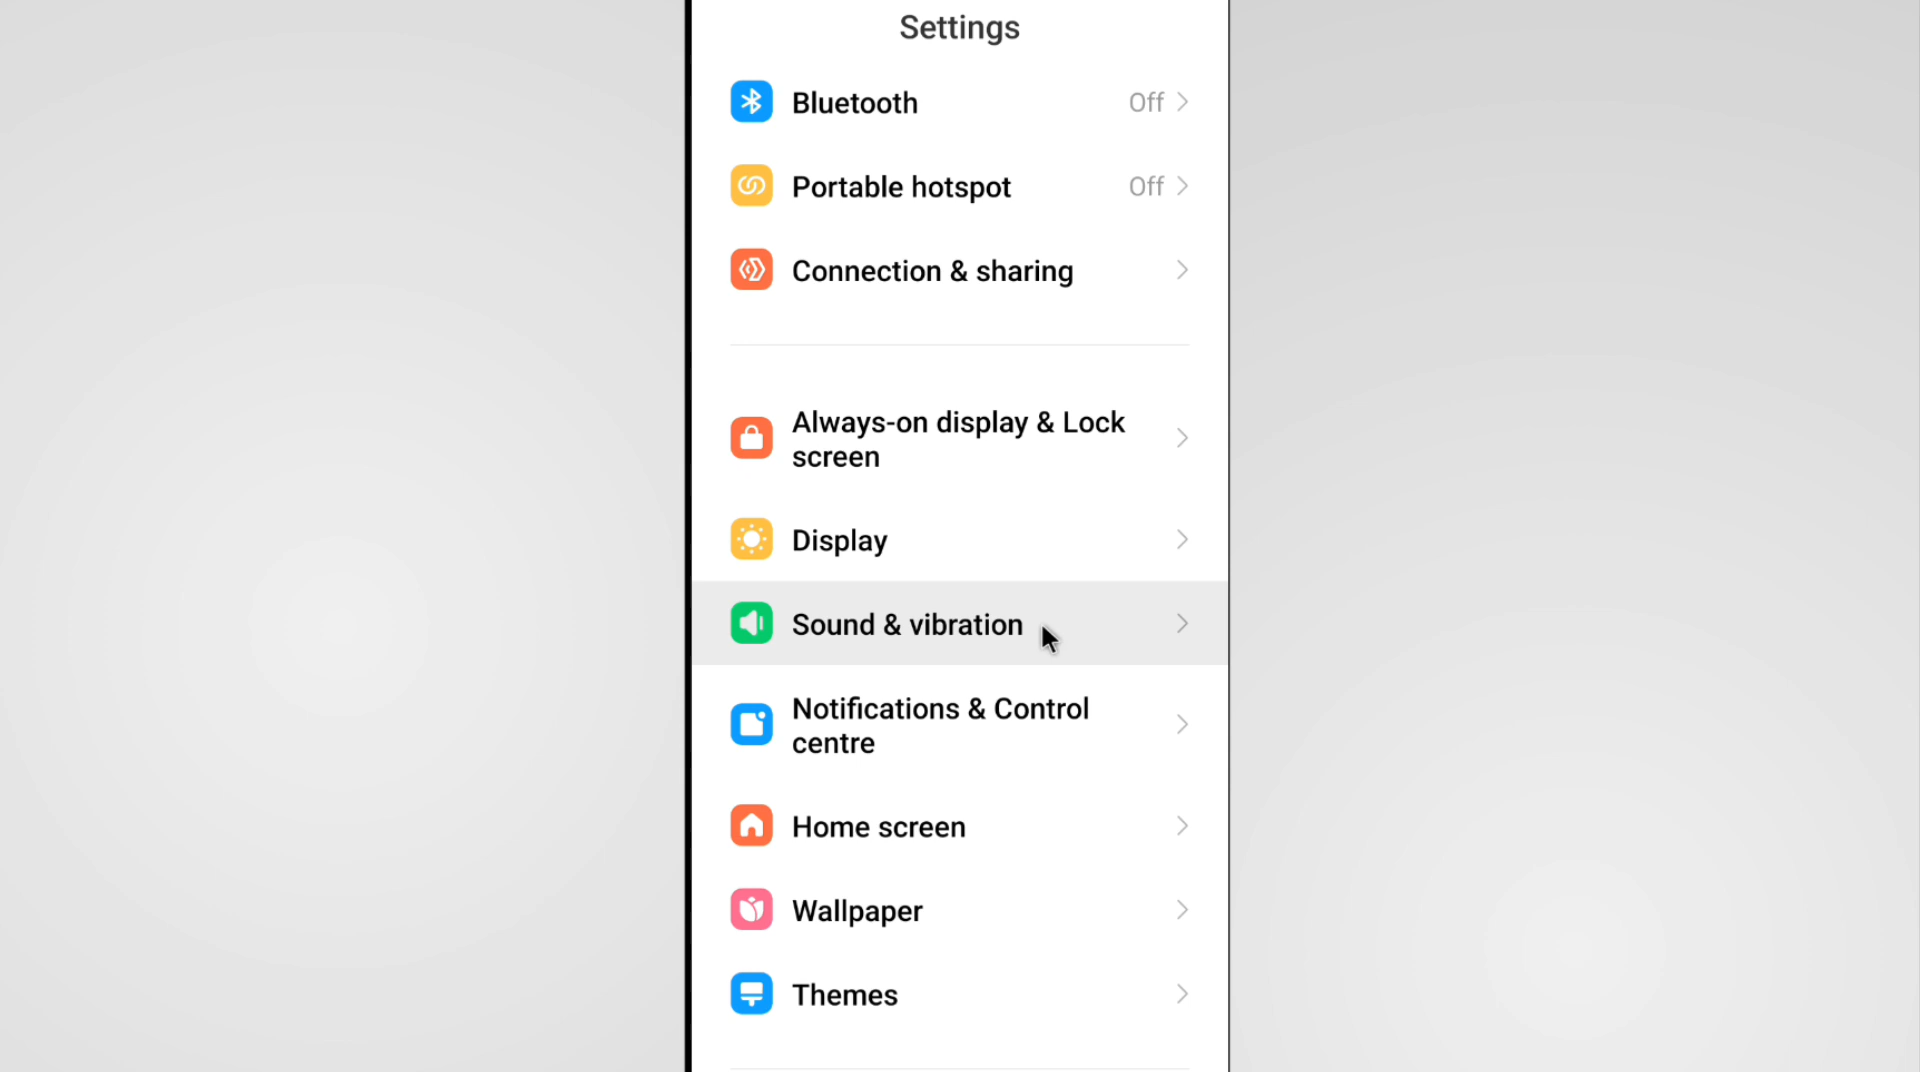 Settings
Bluetooth Off
Portable hotspot Off
Connection & sharing
Always-on display & Lock
screen
Display
Sound & vibration
Notifications & Control
centre
Home screen
Wallpaper
Themes